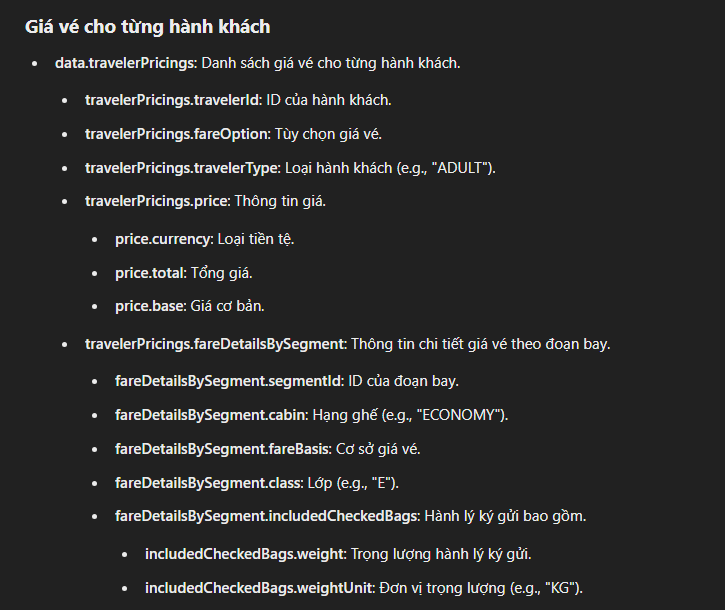 Giá vé cho từng hành khách
data.travelerPricings: Danh sách giá vé cho từng hành khách.
travelerPricings.travelerId: ID của hành khách.
travelerPricings.fareOption: Tùy chọn giá vé.
travelerPricings.travelerType: Loại hành khách (e.g., "ADULT").
travelerPricings.price: Thông tin giá.
price.currency: Loại tiền tệ.
price.total: Tổng giá.
price.base: Giá cơ bản.
travelerPricings.fareDetailsBySegment: Thông tin chi tiết giá vé theo đoạn bay.
fareDetailsBySegment.segmentId: ID của đoạn bay.
fareDetailsBySegment.cabin: Hạng ghế (e.g., "ECONOMY").
fareDetailsBySegment.fareBasis: Cơ sở giá vé.
fareDetailsBySegment.class: Lớp (e.g., "E").
fareDetailsBySegment.includedCheckedBags: Hành lý ký gửi bao gồm.
includedCheckedBags.weight: Trọng lượng hành lý ký gửi.
includedCheckedBags.weightUnit: Đơn vị trọng lượng (e.g., "KG").